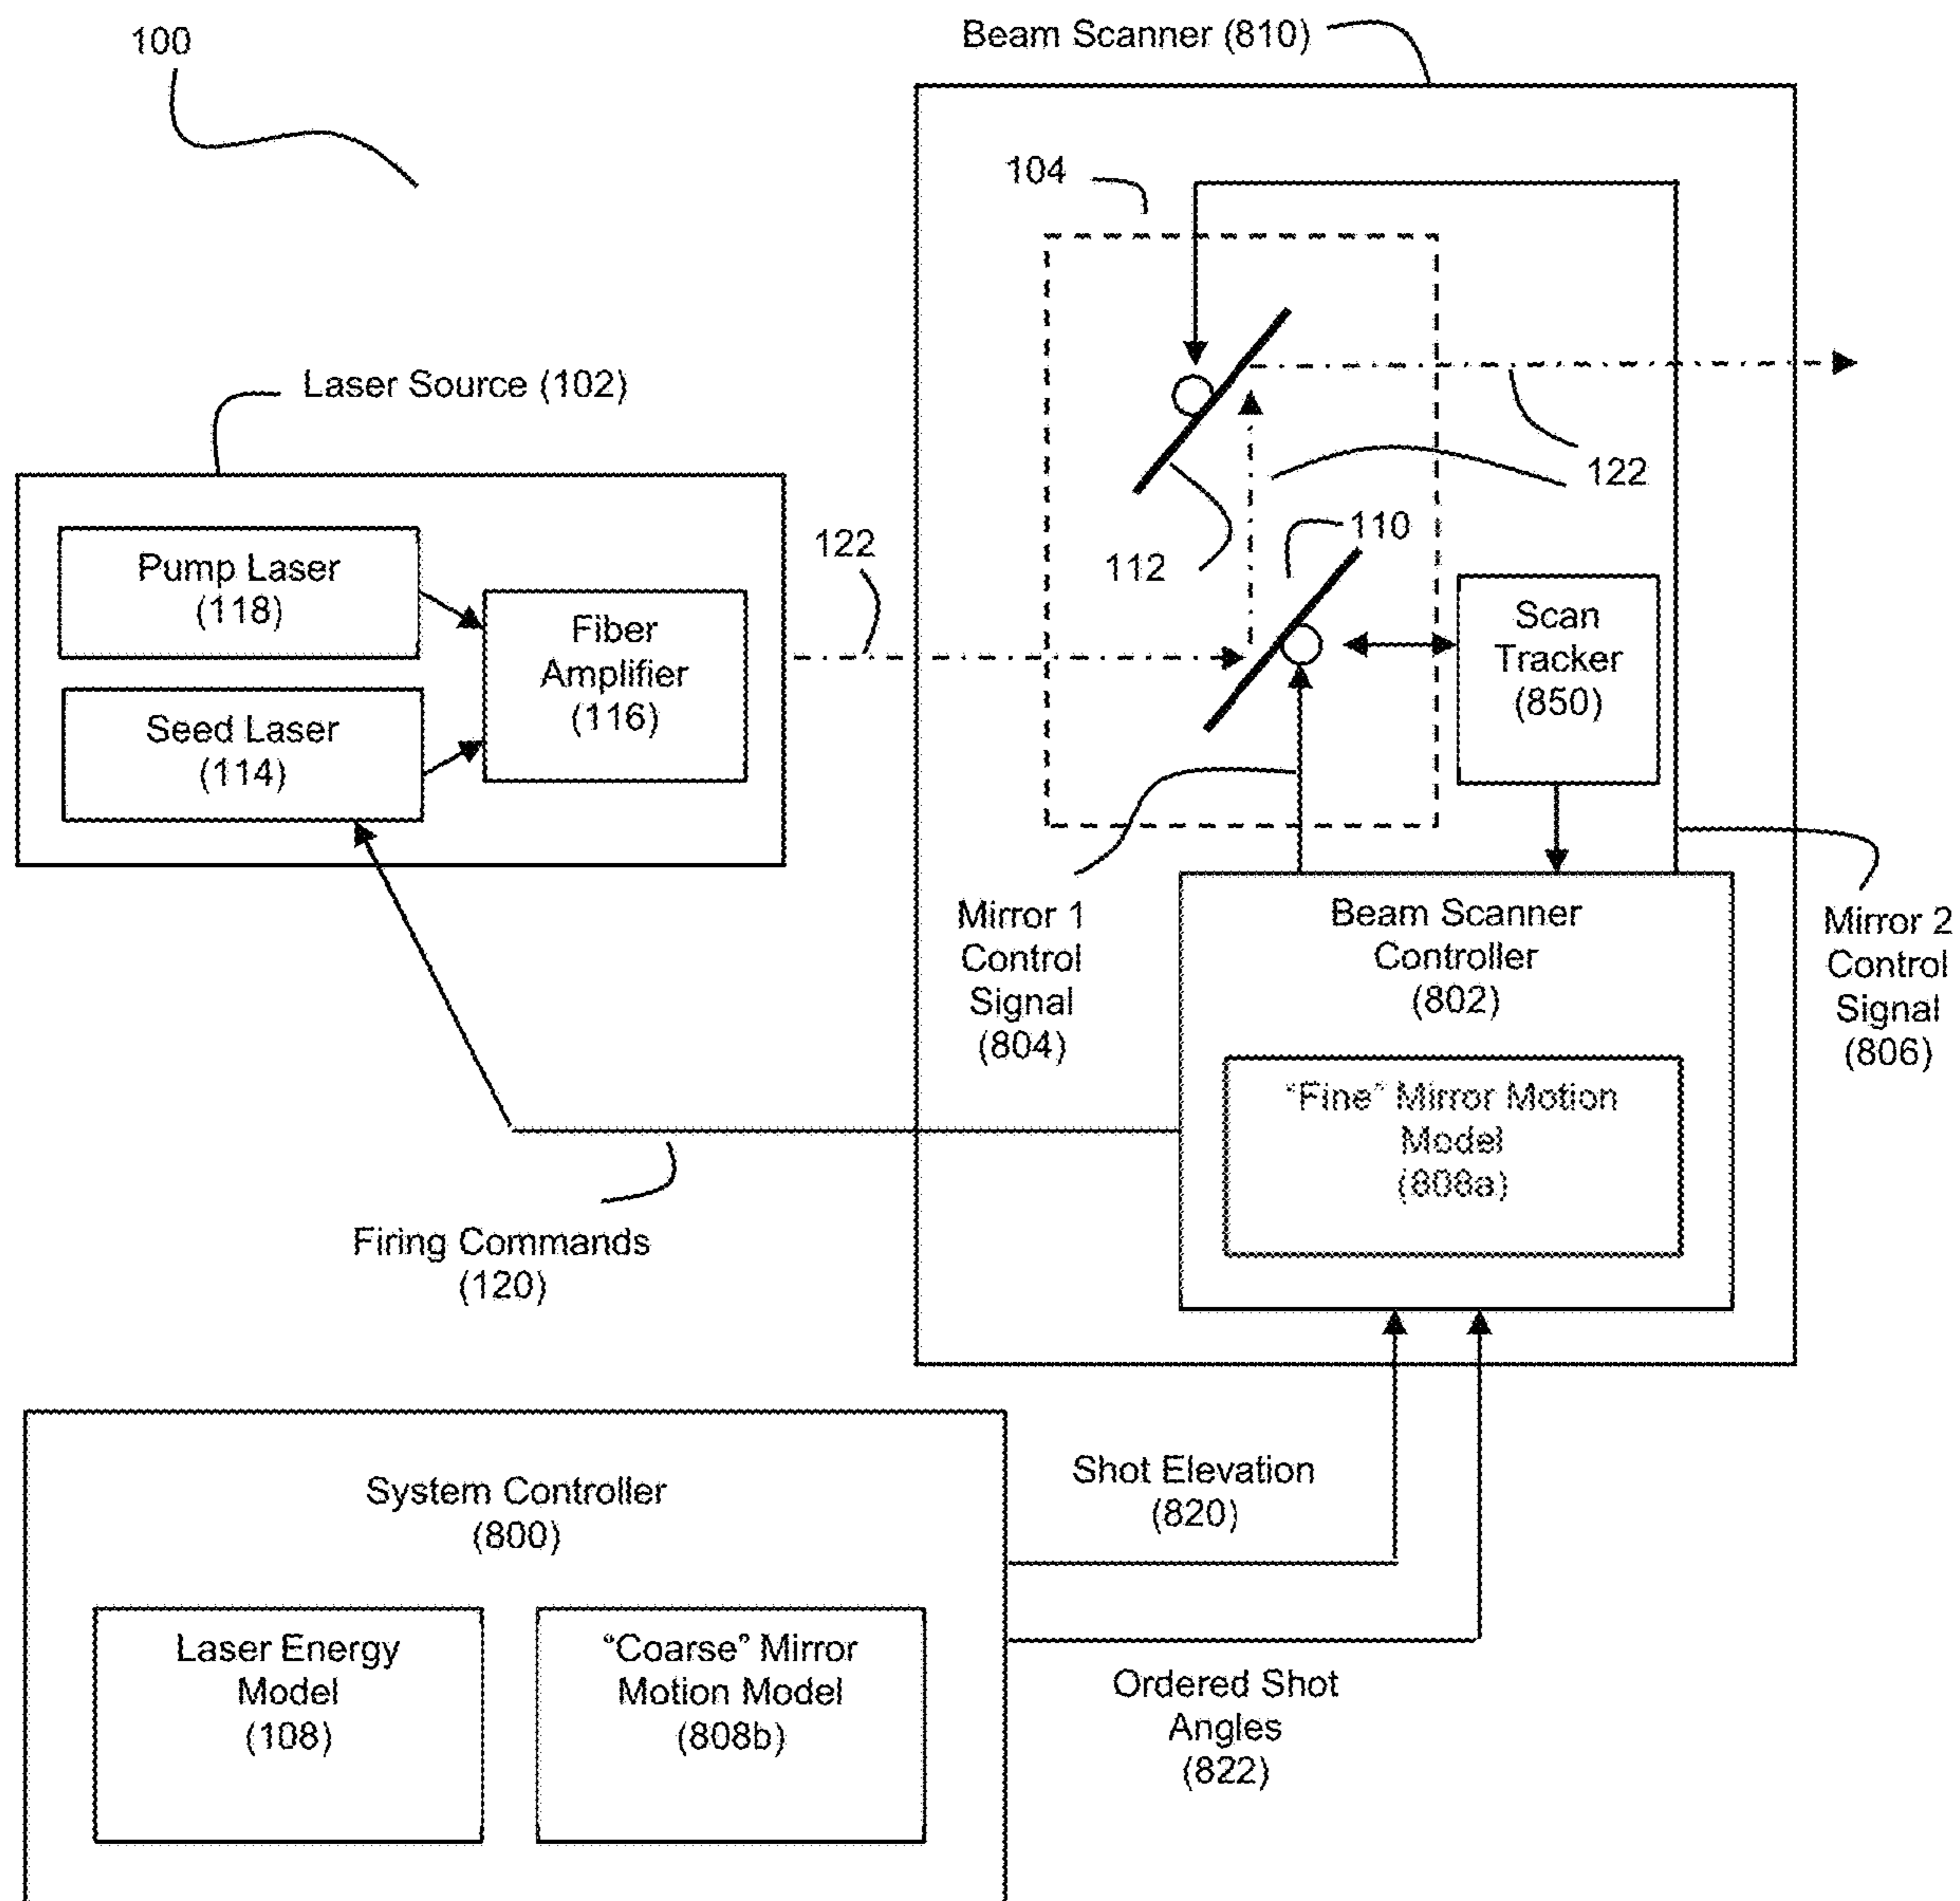 100
Beam Scanner (810)
104
Laser Source (102)
Pump Laser
(118)
Seed Laser
(114)
Fiber
Amplifier
(116)
122
122
112
110
Scan
Tracker
(850)
Mirror 1
Control
Signal
(804)
Beam Scanner
Controller
(802)
"Fine" Mirror Motion
Model
(808a)
Mirror 2
Control
Signal
(806)
Firing Commands
(120)
System Controller
(800)
Laser Energy
Model
(108)
"Coarse" Mirror
Motion Model
(808b)
Shot Elevation
(820)
Ordered Shot
Angles
(822)